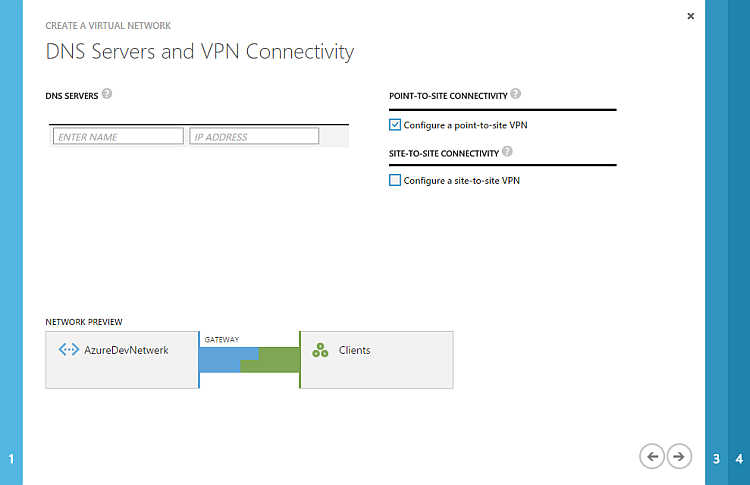 CREATE A VIRTUAL NETWORK
DNS Servers and VPN Connectivity
DNS SERVERS ?
ENTER NAME IP ADDRESS
POINT-TO-SITE CONNECTIVITY ?
Configure a point-to-site VPN
SITE-TO-SITE CONNECTIVITY ?
Configure a site-to-site VPN
NETWORK PREVIEW
AzureDevNetwerk
GATEWAY
Clients
1
3 4